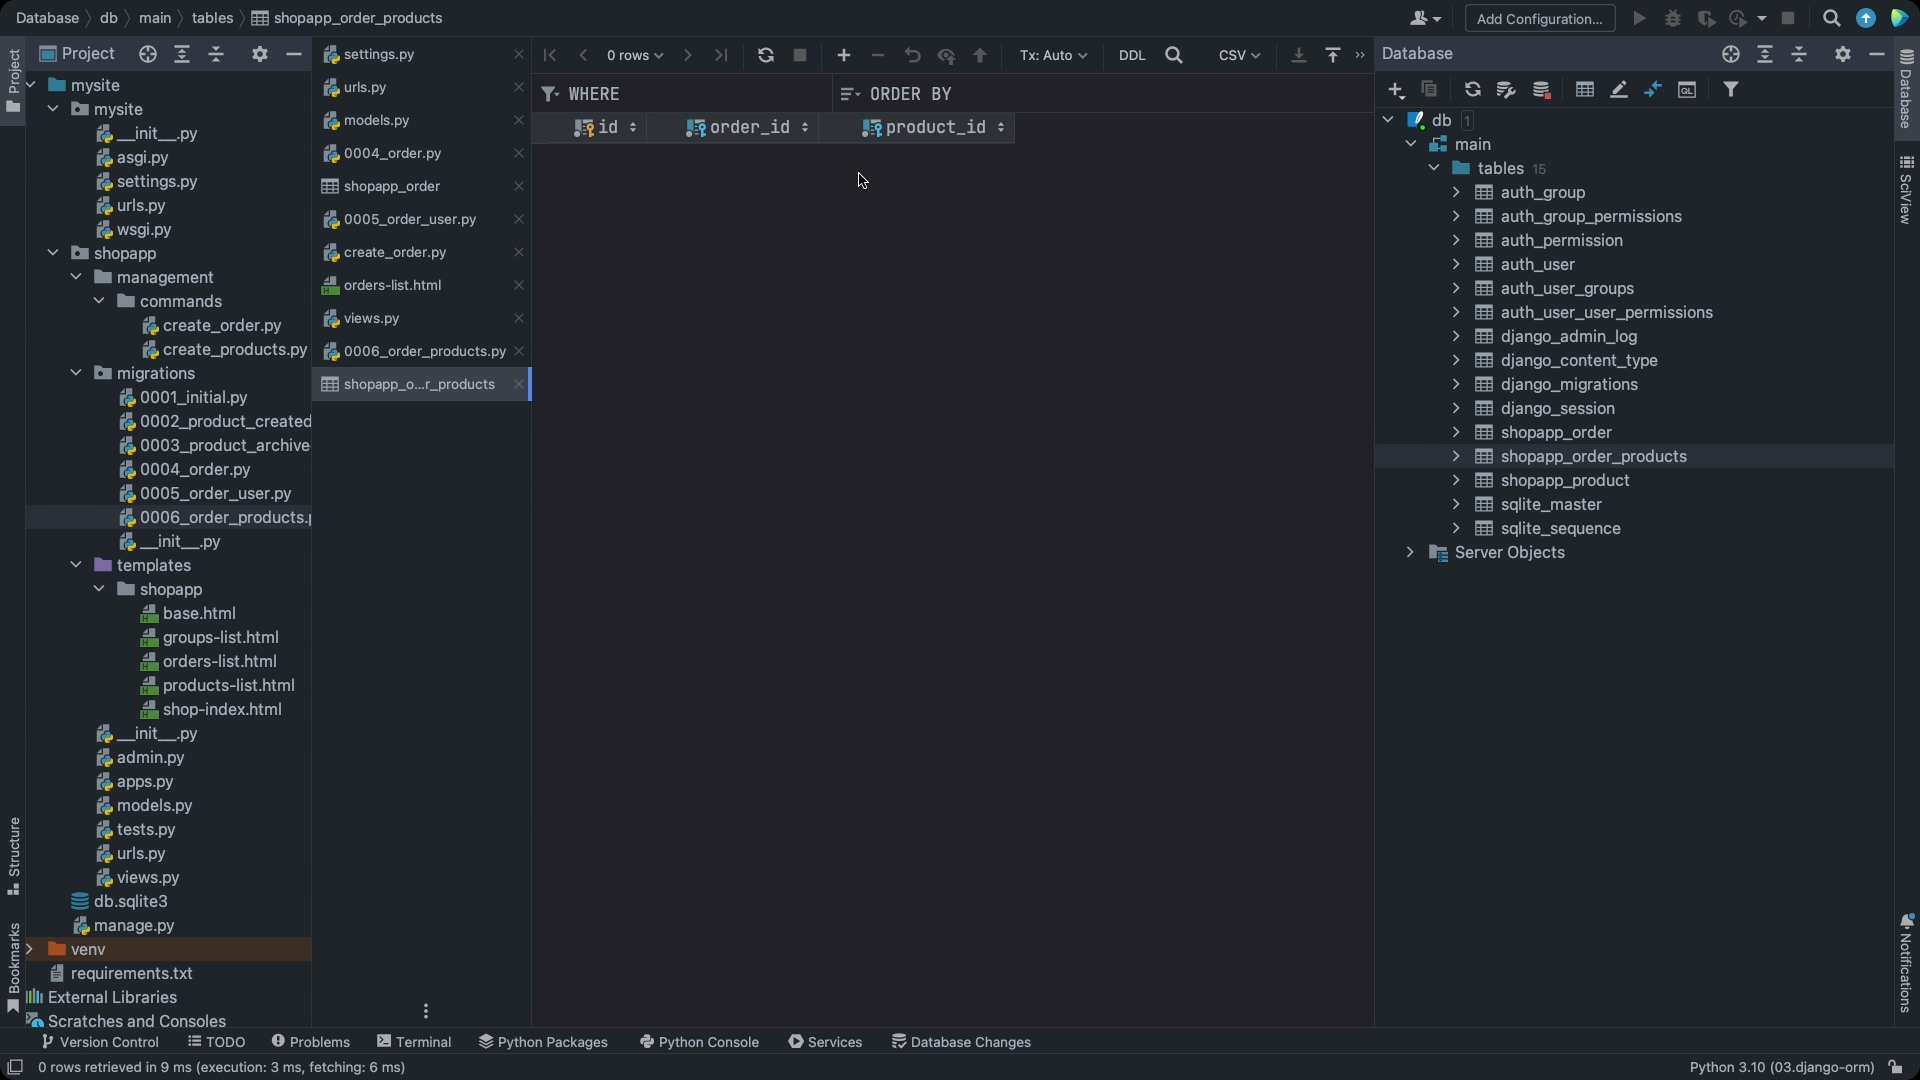 Database
db
main
tables
shopapp_order_products
Add Configuration...
Project
Project
mysite
mysite
__init__.py
asgi.py
settings.py
urls.py
wsgi.py
shopapp
management
commands
create_order.py
create_products.py
migrations
0001_initial.py
0002_product_created
0003_product_archive
0004_order.py
0005_order_user.py
0006_order_products.p
__init__.py
templates
shopapp
base.html
groups-list.html
orders-list.html
products-list.html
shop-index.html
__init__.py
admin.py
apps.py
models.py
tests.py
urls.py
views.py
db.sqlite3
manage.py
venv
requirements.txt
External Libraries
Scratches and Consoles
Structure
Bookmarks
settings.py
urls.py
models.py
0004_order.py
shopapp_order
0005_order_user.py
create_order.py
orders-list.html
views.py
0006_order_products.py
shopapp_o...r_products
0 rows
Tx: Auto
DDL
CSV
WHERE
ORDER BY
id
order_id
product_id
Database
db 1
main
tables 15
auth_group
auth_group_permissions
auth_permission
auth_user
auth_user_groups
auth_user_user_permissions
django_admin_log
django_content_type
django_migrations
django_session
shopapp_order
shopapp_order_products
shopapp_product
sqlite_master
sqlite_sequence
Server Objects
QL
Database
SciView
Notifications
Version Control
TODO
Problems
Terminal
Python Packages
Python Console
Services
Database Changes
0 rows retrieved in 9 ms (execution: 3 ms, fetching: 6 ms)
Python 3.10 (03.django-orm)